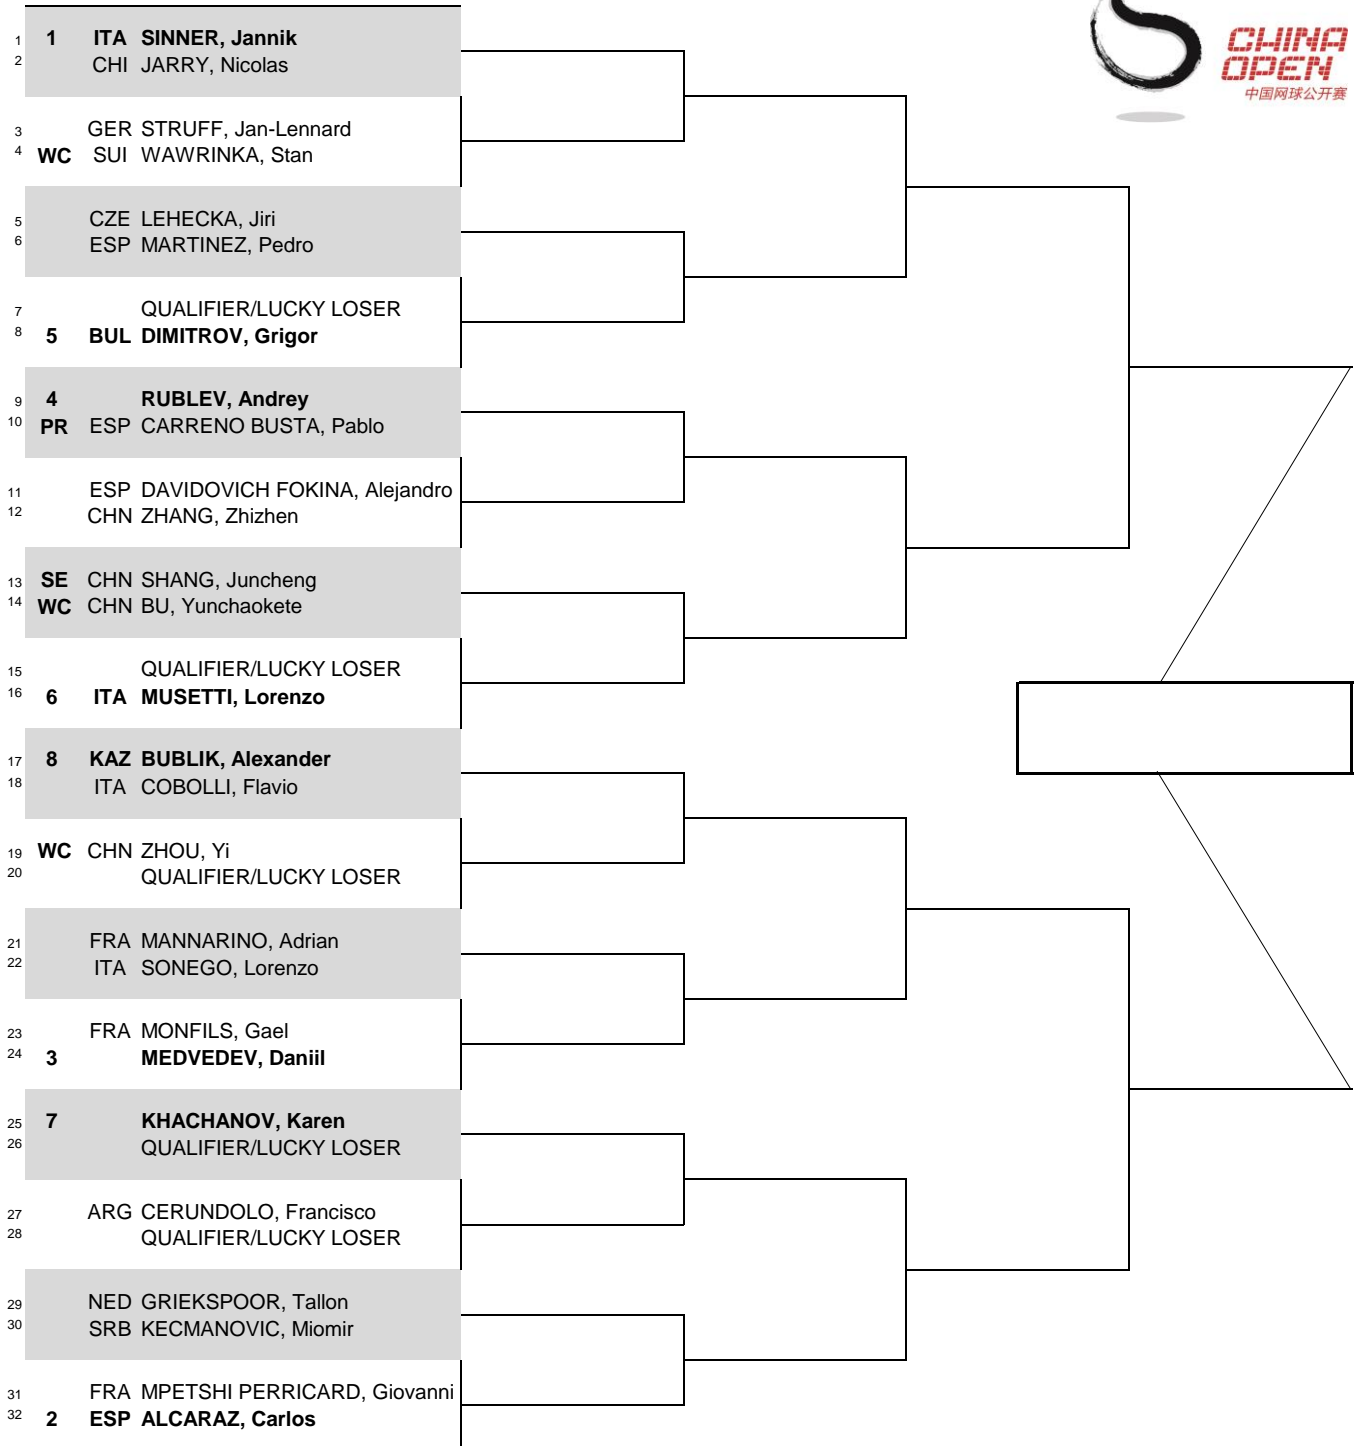 CHINA
OPEN
中国网球公开赛
1 1 ITA SINNER, Jannik
2 CHI JARRY, Nicolas
3 GER STRUFF, Jan-Lennard
4 WC SUI WAWRINKA, Stan
5 CZE LEHECKA, Jiri
6 ESP MARTINEZ, Pedro
7 QUALIFIER/LUCKY LOSER
8 5 BUL DIMITROV, Grigor
9 4 RUBLEV, Andrey
10 PR ESP CARRENO BUSTA, Pablo
11 ESP DAVIDOVICH FOKINA, Alejandro
12 CHN ZHANG, Zhizhen
13 SE CHN SHANG, Juncheng
14 WC CHN BU, Yunchaokete
15 QUALIFIER/LUCKY LOSER
16 6 ITA MUSETTI, Lorenzo
17 8 KAZ BUBLIK, Alexander
18 ITA COBOLLI, Flavio
19 WC CHN ZHOU, Yi
20 QUALIFIER/LUCKY LOSER
21 FRA MANNARINO, Adrian
22 ITA SONEGO, Lorenzo
23 FRA MONFILS, Gael
24 3 MEDVEDEV, Daniil
25 7 KHACHANOV, Karen
26 QUALIFIER/LUCKY LOSER
27 ARG CERUNDOLO, Francisco
28 QUALIFIER/LUCKY LOSER
29 NED GRIEKSPOOR, Tallon
30 SRB KECMANOVIC, Miomir
31 FRA MPETSHI PERRICARD, Giovanni
32 2 ESP ALCARAZ, Carlos